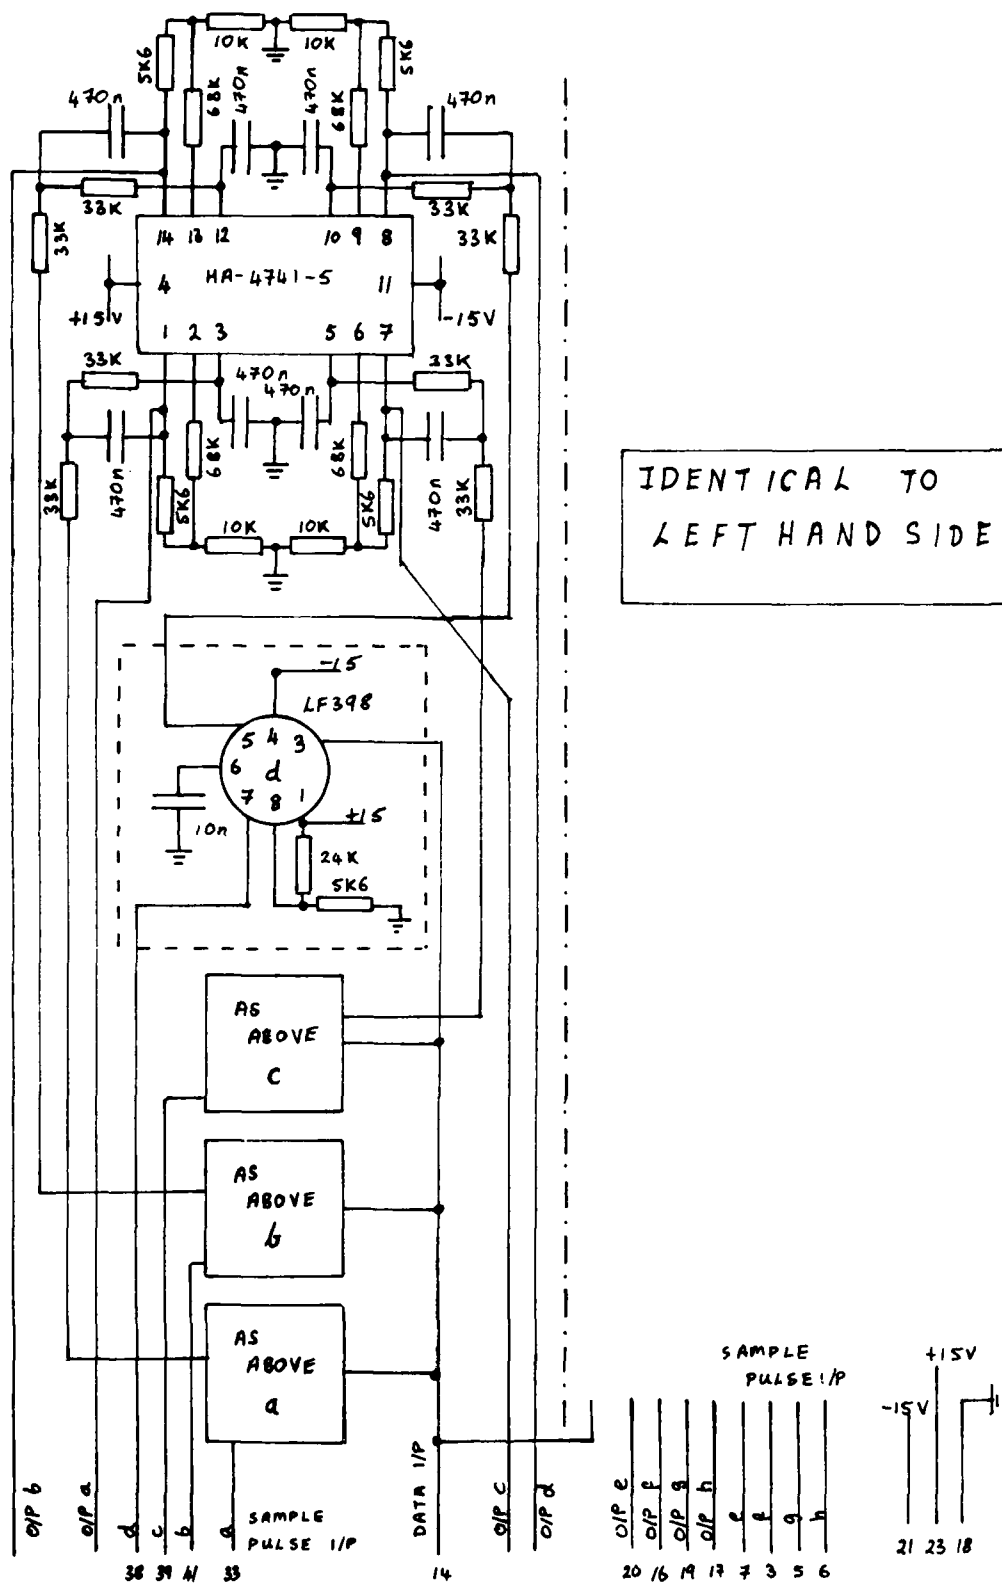 10K 10K
5K6 5K6
470n 68K 470n 470n 68K 470n
33K 33K
33K 33K
14 13 12 10 9 8
HA-4741-5
4 11
+15V -15V
1 2 3 5 6 7
33K 33K
470n 470n
33K 470n 5K6 68K 68K 5K6 470n 33K
10K 10K
IDENTICAL TO
LEFT HAND SIDE
-15
LF398
5 4 3
6 d
7 8 1
+15
10n
24K
5K6
AS
ABOVE
c
AS
ABOVE
b
AS
ABOVE
a
SAMPLE
PULSE I/P
+15V
-15V
O/P b O/P a d c b a
SAMPLE
PULSE I/P
DATA I/P O/P c O/P d
O/P e O/P f O/P g O/P h e f g h
38 39 41 33 14 20 16 19 17 7 3 5 6 21 23 18